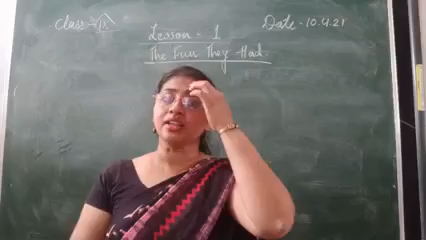 Class - IX
Date - 10.4.21
Lesson - 1
The Fun They Had